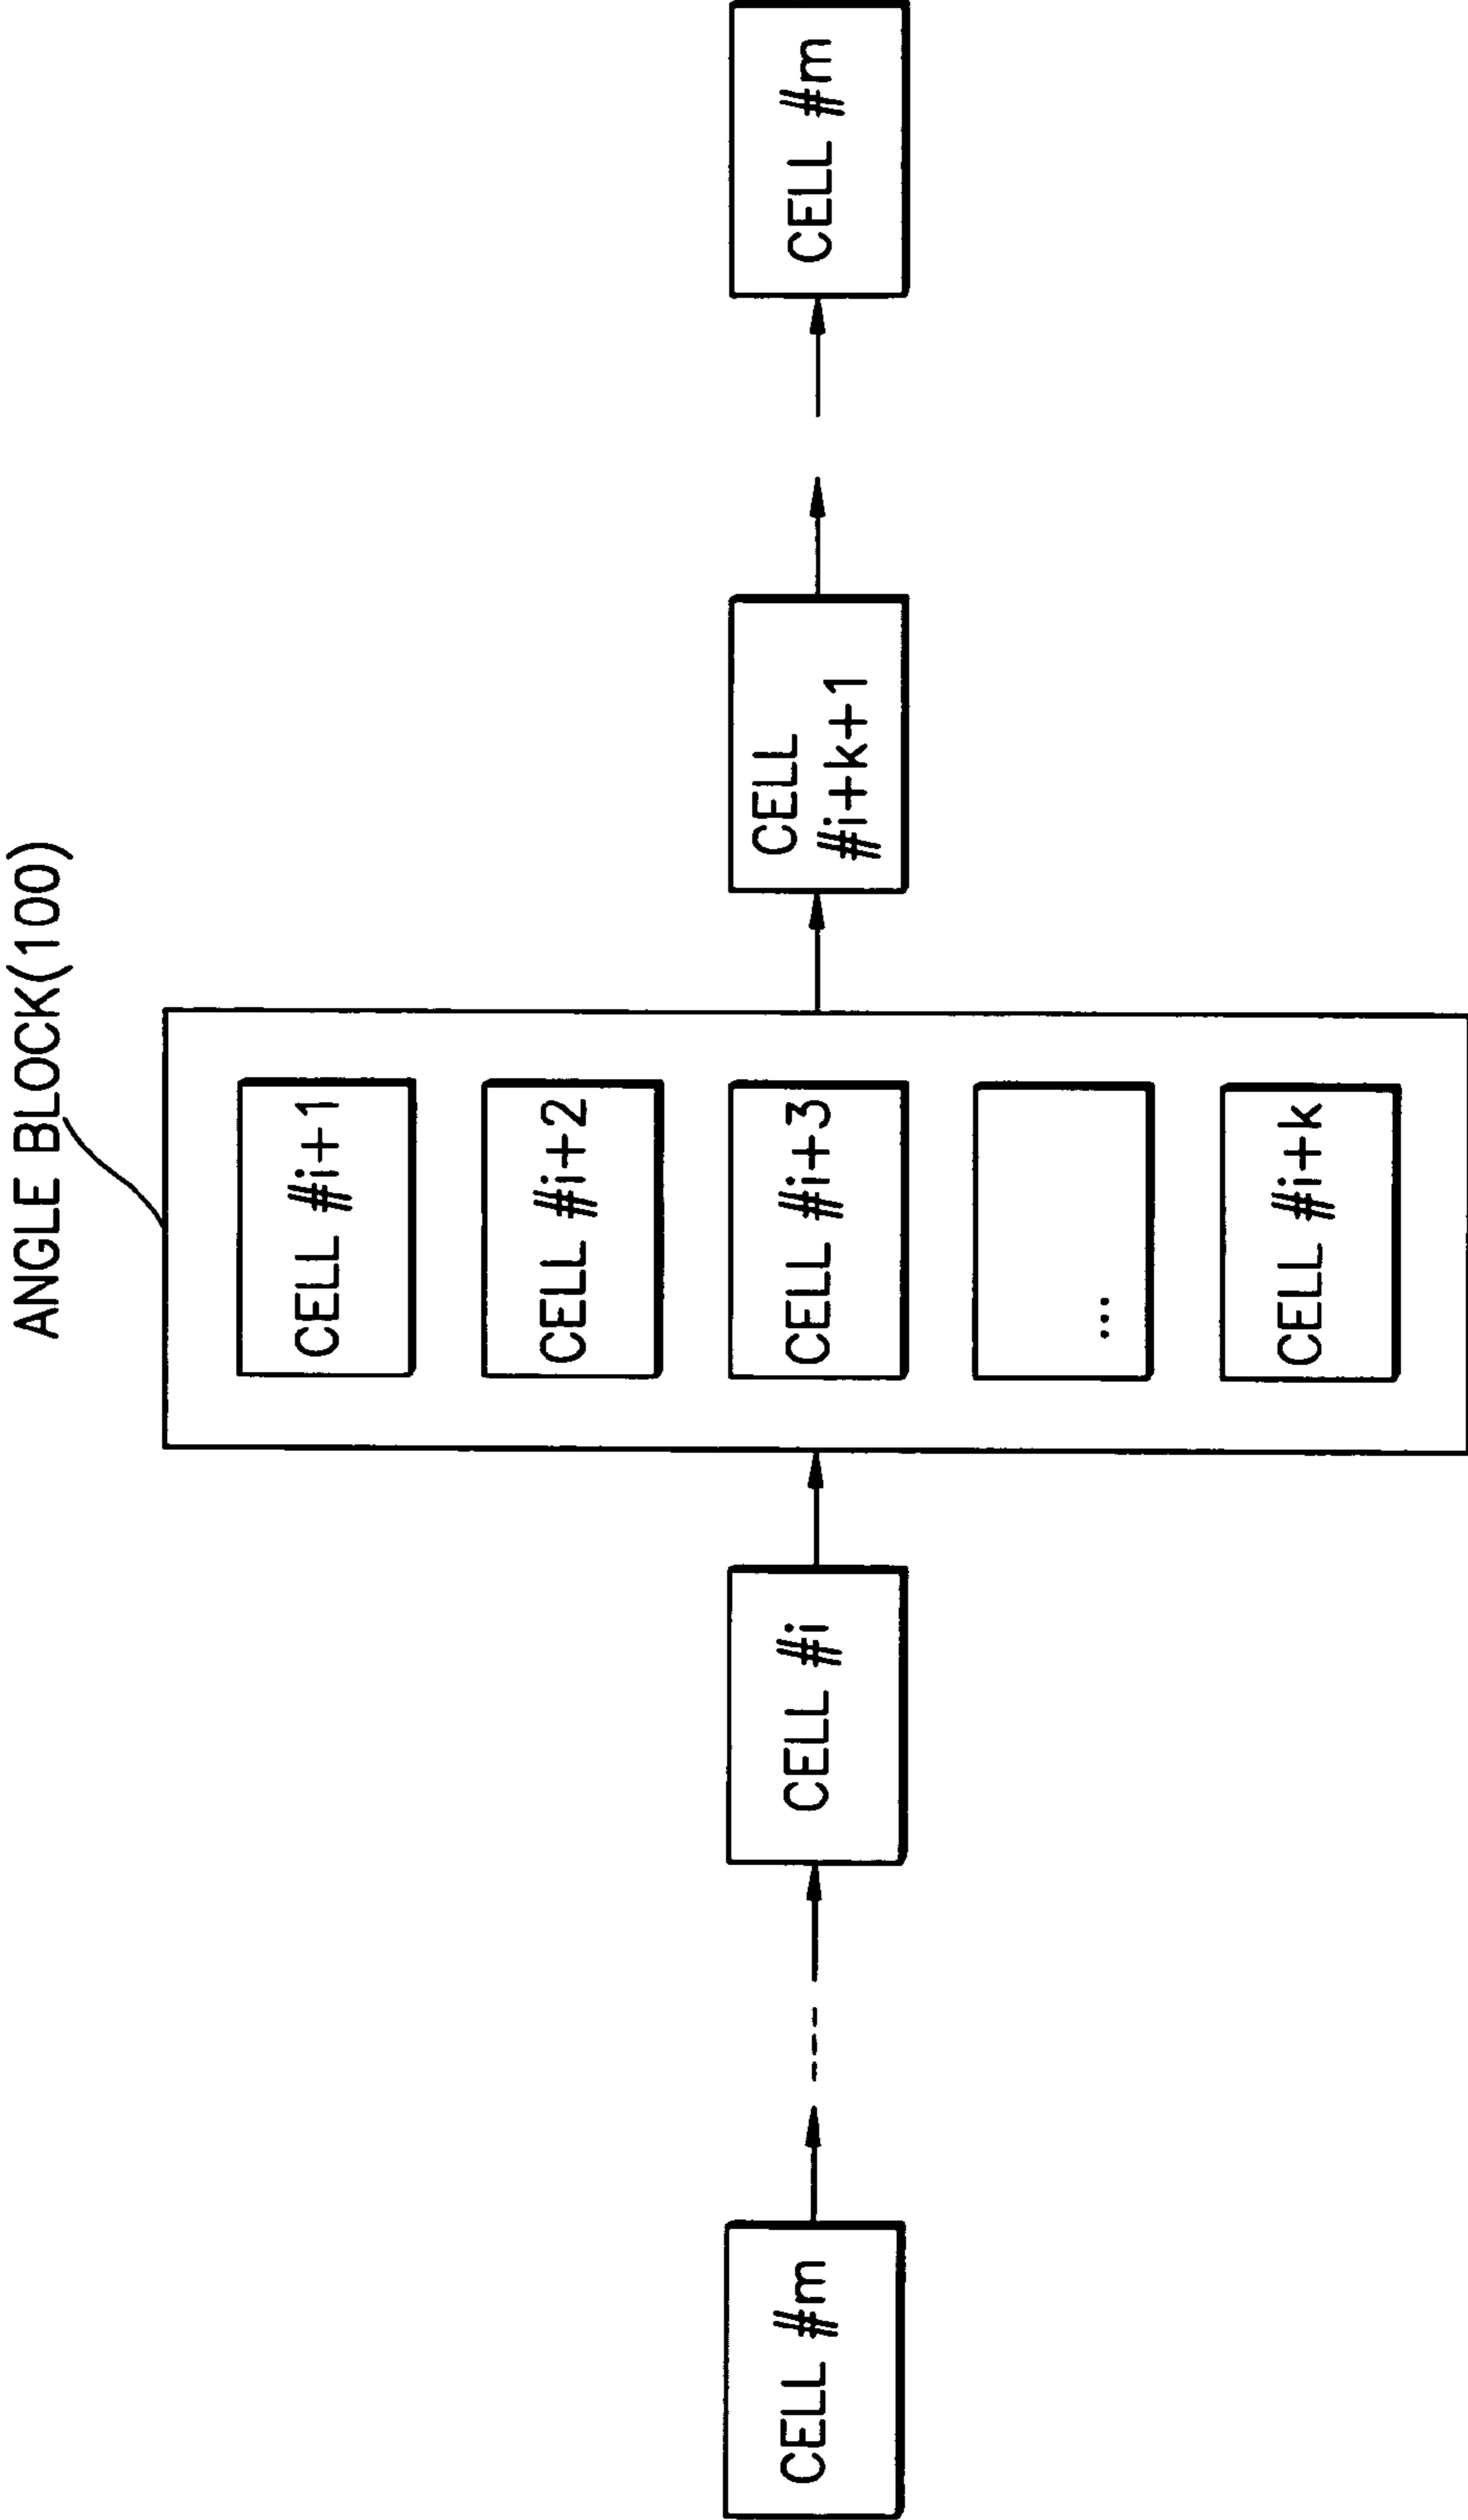 ANGLE BLOCK(100)
CELL #m
CELL #i
CELL #i+1
CELL #i+2
CELL #i+3
...
CELL #i+k
CELL
#i+k+1
CELL #m